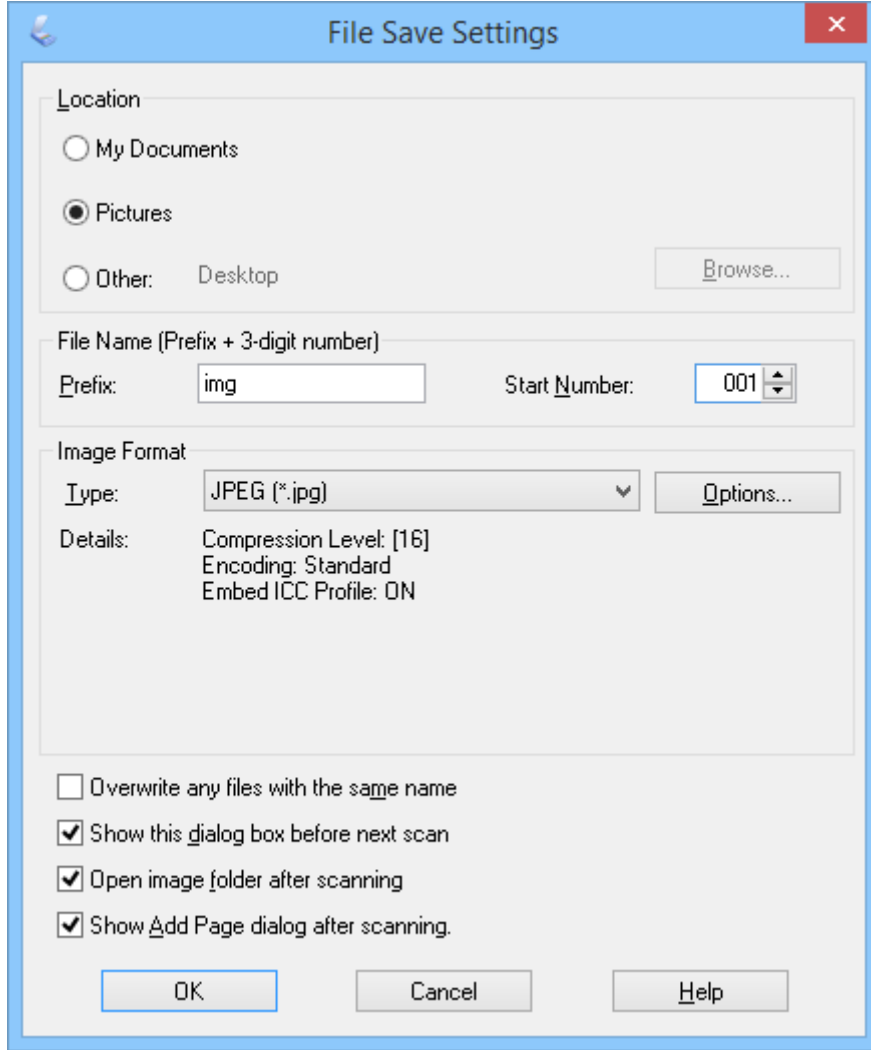 File Save Settings
Location
My Documents
Pictures
Other: Desktop Browse...
File Name (Prefix + 3-digit number)
Prefix: img Start Number: 001
Image Format
Type: JPEG (*.jpg) Options...
Details: Compression Level: [16]
Encoding: Standard
Embed ICC Profile: ON
Overwrite any files with the same name
Show this dialog box before next scan
Open image folder after scanning
Show Add Page dialog after scanning.
OK Cancel Help